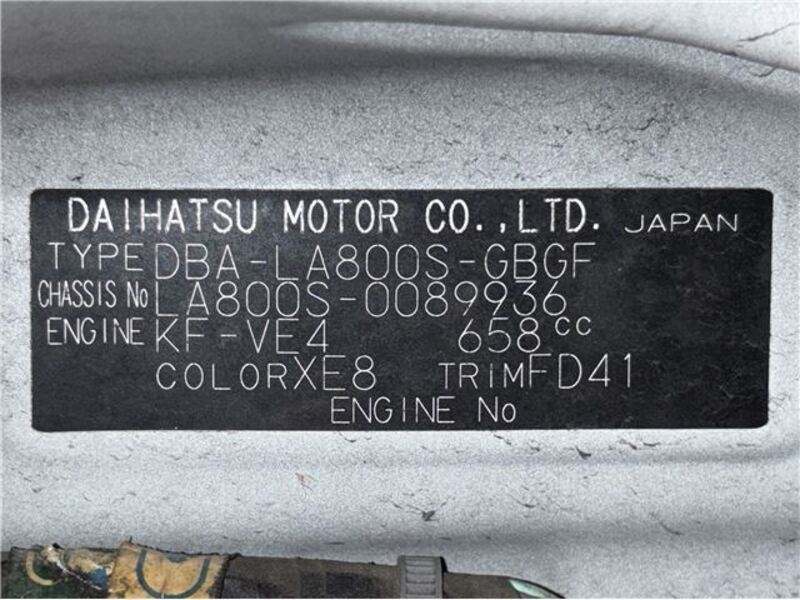 DAIHATSU MOTOR CO.,LTD. JAPAN
TYPE DBA-LA800S-GBGF
CHASSIS No LA800S-0089936
ENGINE KF-VE4 658cc
COLOR XE8 TRIM FD41
ENGINE No